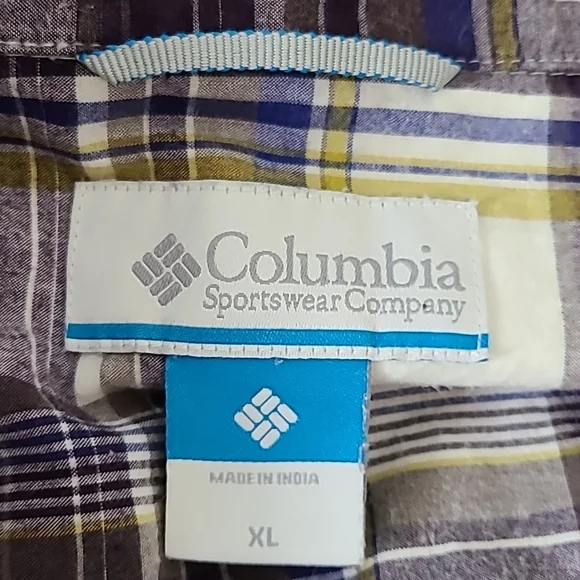 Columbia
Sportswear Company
MADE IN INDIA
XL